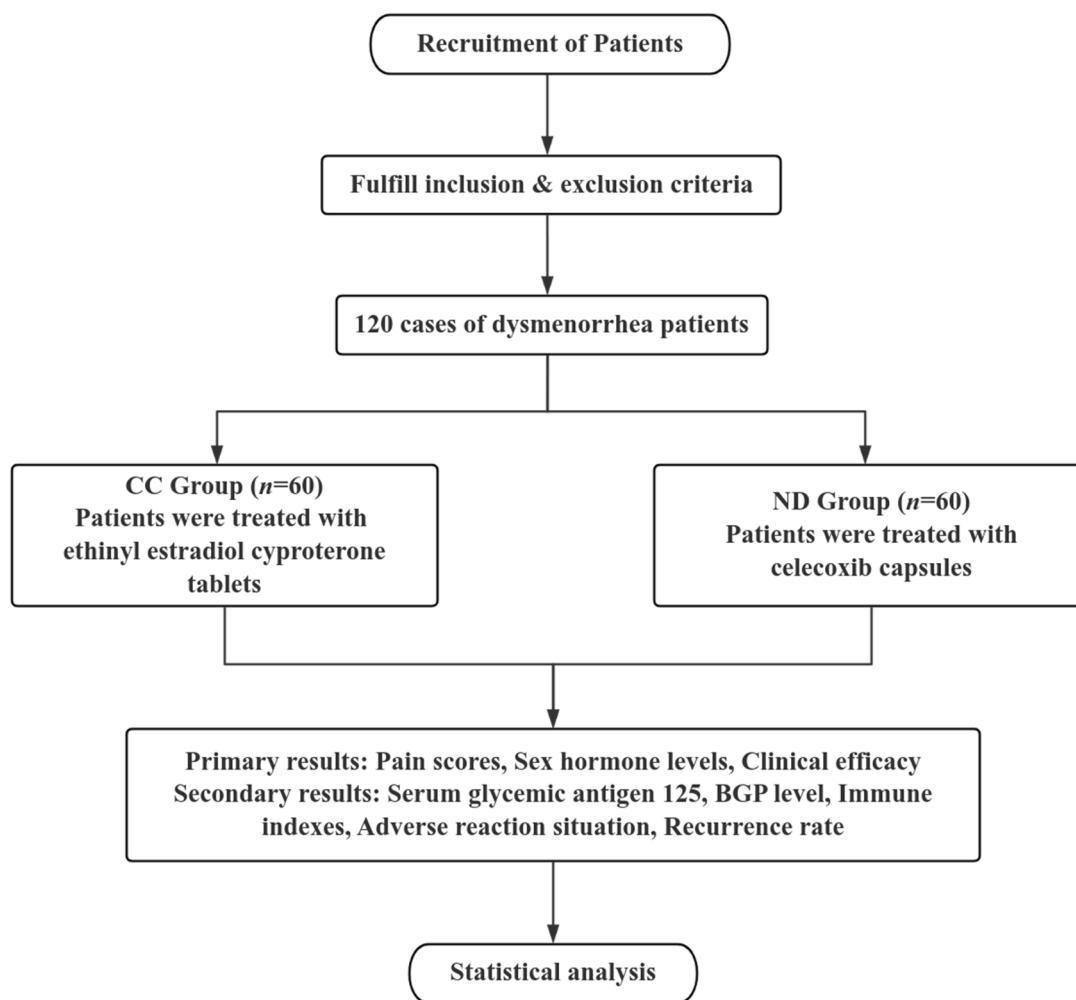 Recruitment of Patients
Fulfill inclusion & exclusion criteria
120 cases of dysmenorrhea patients
CC Group (n=60)
Patients were treated with
ethinyl estradiol cyproterone
tablets
ND Group (n=60)
Patients were treated with
celecoxib capsules
Primary results: Pain scores, Sex hormone levels, Clinical efficacy
Secondary results: Serum glycemic antigen 125, BGP level, Immune
indexes, Adverse reaction situation, Recurrence rate
Statistical analysis